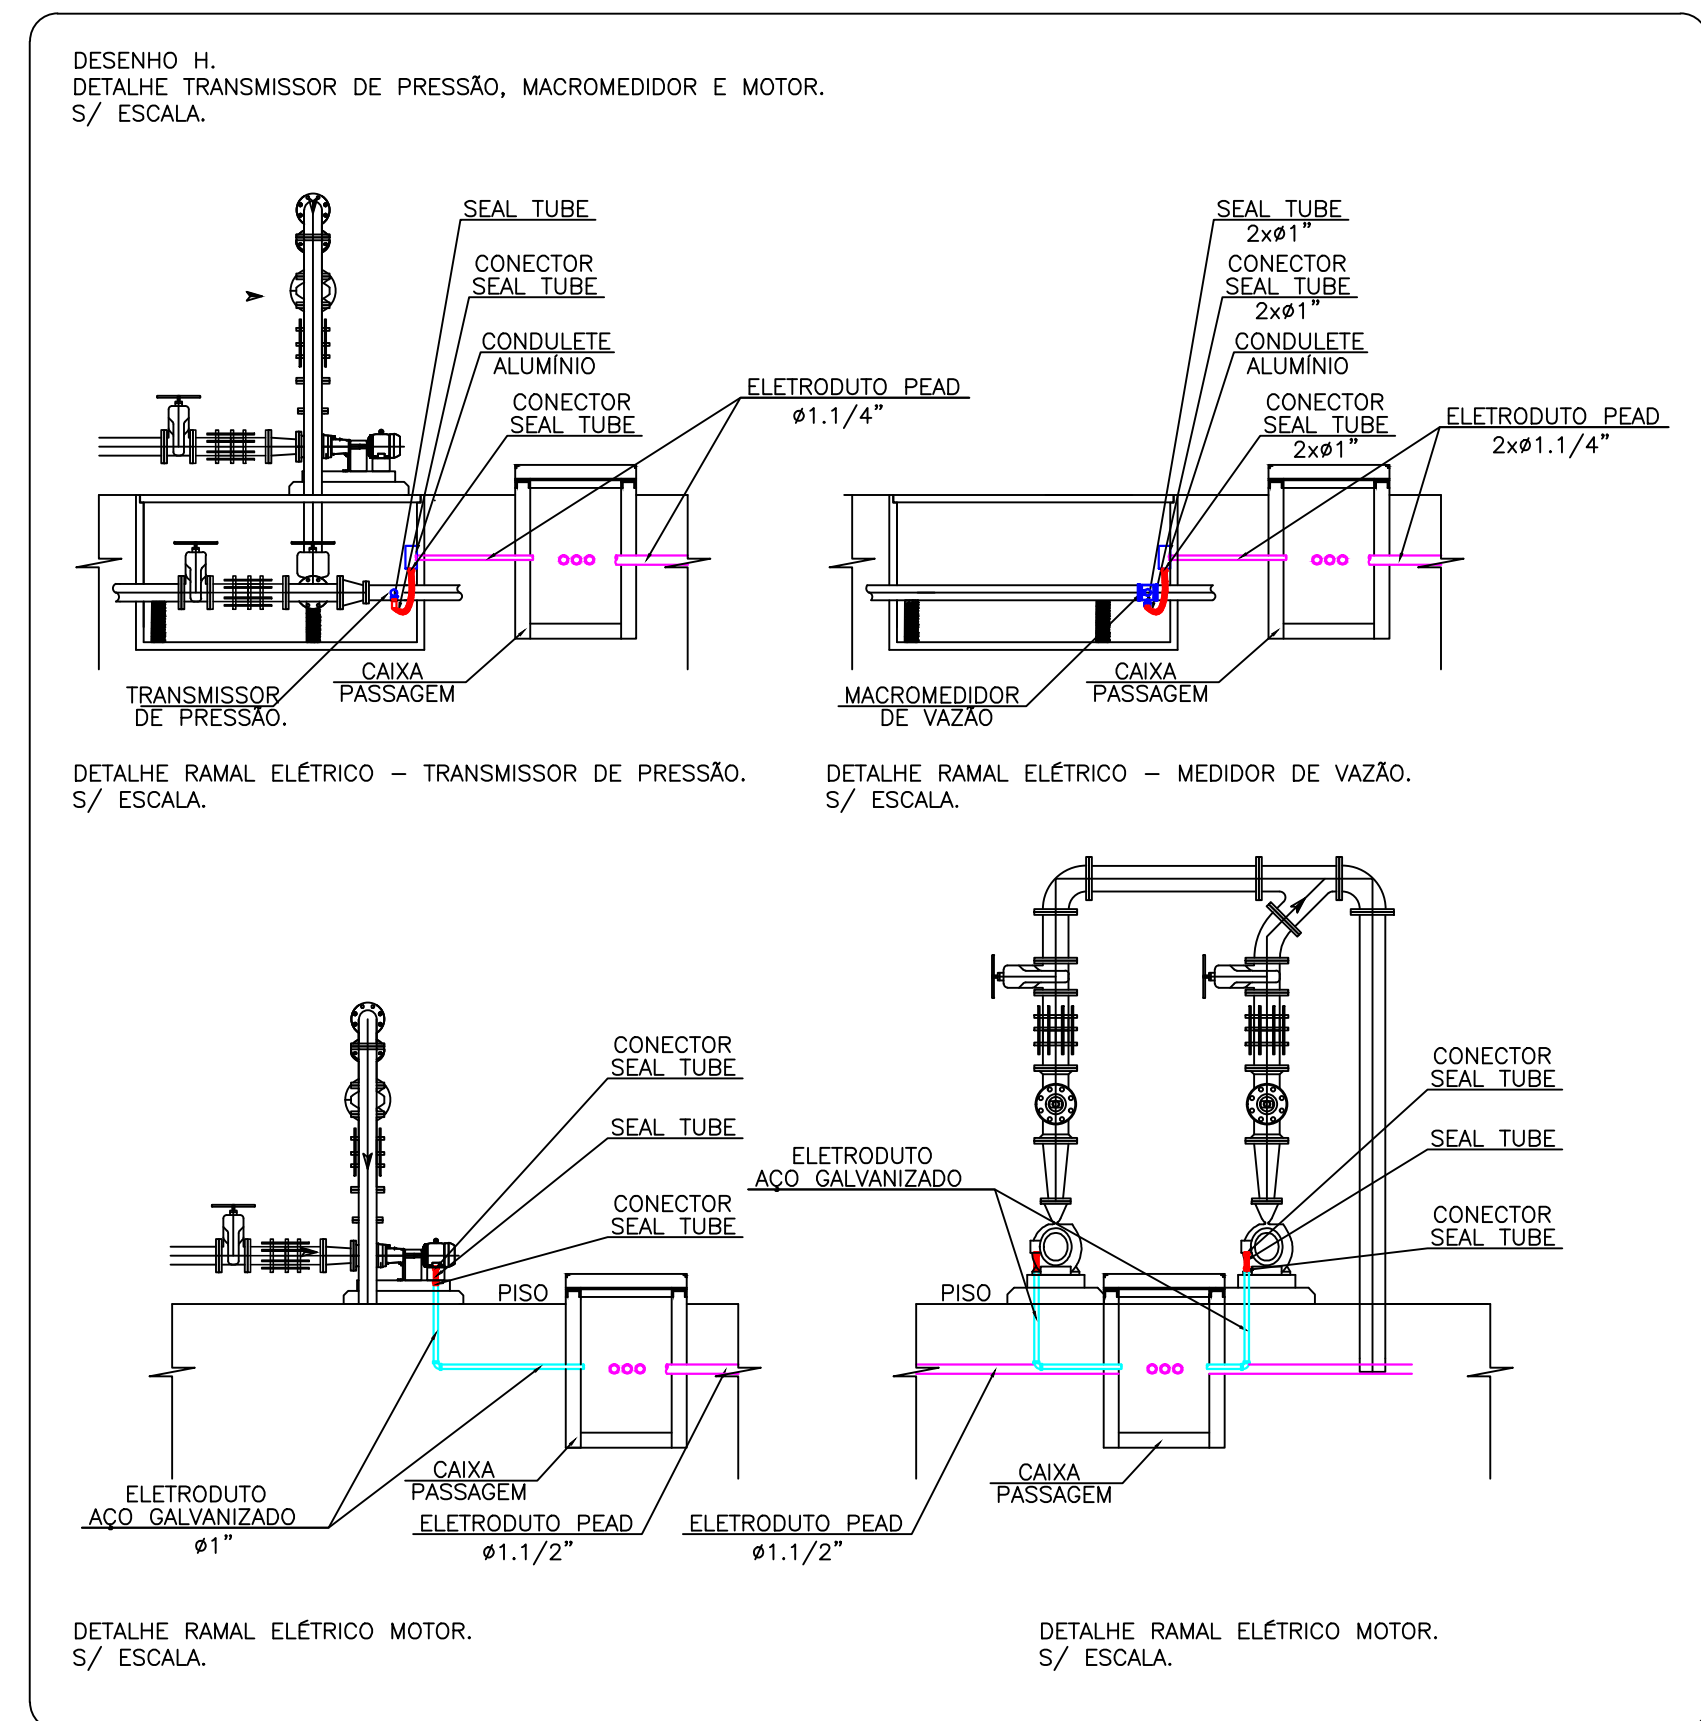 DESENHO H.
DETALHE TRANSMISSOR DE PRESSÃO, MACROMEDIDOR E MOTOR.
S/ ESCALA.
SEAL TUBE
CONECTOR
SEAL TUBE
CONDULETE
ALUMÍNIO
CONECTOR
SEAL TUBE
ELETRODUTO PEAD
ø1.1/4"
TRANSMISSOR
DE PRESSÃO.
CAIXA
PASSAGEM
DETALHE RAMAL ELÉTRICO – TRANSMISSOR DE PRESSÃO.
S/ ESCALA.
SEAL TUBE
2xø1"
CONECTOR
SEAL TUBE
2xø1"
CONDULETE
ALUMÍNIO
CONECTOR
SEAL TUBE
2xø1"
ELETRODUTO PEAD
2xø1.1/4"
MACROMEDIDOR
DE VAZÃO
CAIXA
PASSAGEM
DETALHE RAMAL ELÉTRICO – MEDIDOR DE VAZÃO.
S/ ESCALA.
CONECTOR
SEAL TUBE
SEAL TUBE
CONECTOR
SEAL TUBE
PISO
ELETRODUTO
AÇO GALVANIZADO
ø1"
CAIXA
PASSAGEM
ELETRODUTO PEAD
ø1.1/2"
DETALHE RAMAL ELÉTRICO MOTOR.
S/ ESCALA.
ELETRODUTO
AÇO GALVANIZADO
CONECTOR
SEAL TUBE
SEAL TUBE
CONECTOR
SEAL TUBE
PISO
CAIXA
PASSAGEM
ELETRODUTO PEAD
ø1.1/2"
DETALHE RAMAL ELÉTRICO MOTOR.
S/ ESCALA.